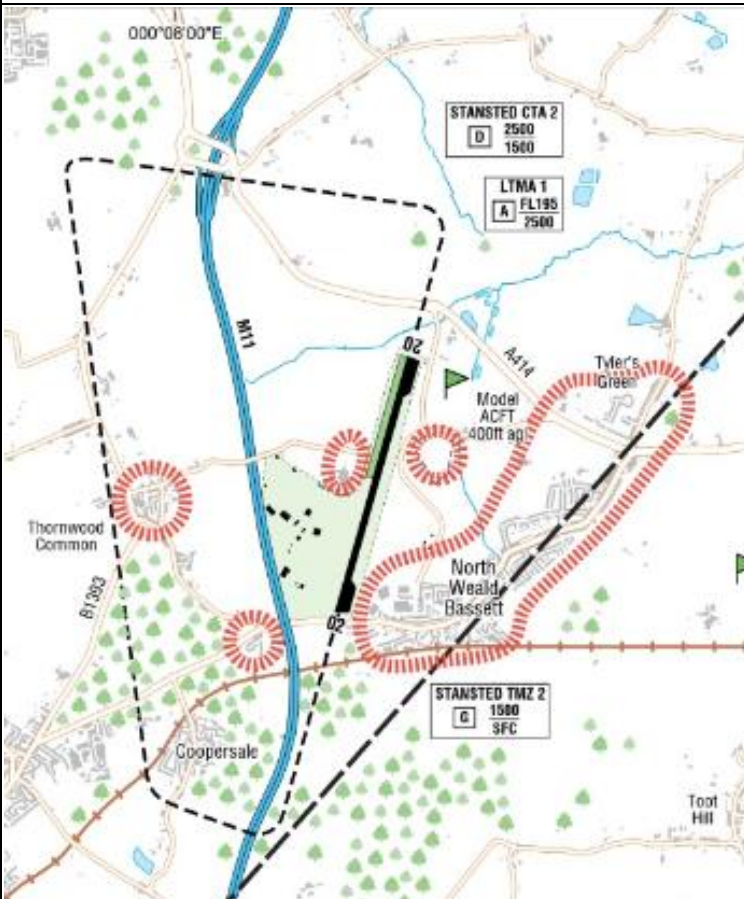 000°06'00"E
STANSTED CTA 2
D 2500
1500
LTMA 1
A FL195
2500
M11
20
A414
Tyler's
Green
Model
ACFT
400ft agl
Thornwood
Common
North
Weald
Bassett
B1393
02
STANSTED TMZ 2
G 1500
SFC
Coopersale
Toot
Hill